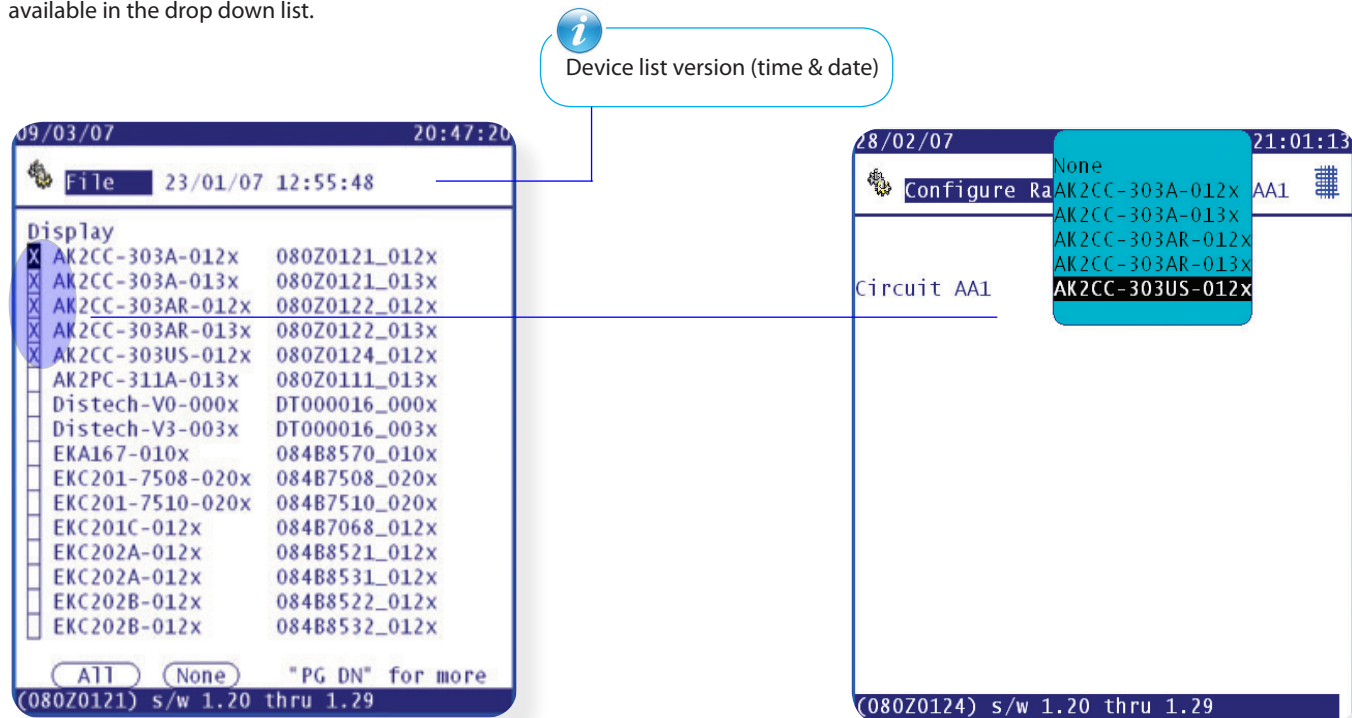 available in the drop down list.
Device list version (time & date)
09/03/07 20:47:20
File 23/01/07 12:55:48
Display
X AK2CC-303A-012x 080Z0121_012x
X AK2CC-303A-013x 080Z0121_013x
X AK2CC-303AR-012x 080Z0122_012x
X AK2CC-303AR-013x 080Z0122_013x
X AK2CC-303US-012x 080Z0124_012x
AK2PC-311A-013x 080Z0111_013x
Distech-V0-000x DT000016_000x
Distech-V3-003x DT000016_003x
EKA167-010x 084B8570_010x
EKC201-7508-020x 084B7508_020x
EKC201-7510-020x 084B7510_020x
EKC201C-012x 084B7068_012x
EKC202A-012x 084B8521_012x
EKC202A-012x 084B8531_012x
EKC202B-012x 084B8522_012x
EKC202B-012x 084B8532_012x
All None "PG DN" for more
(080Z0121) s/w 1.20 thru 1.29
28/02/07 21:01:13
Configure Ra AA1
None
AK2CC-303A-012x
AK2CC-303A-013x
AK2CC-303AR-012x
AK2CC-303AR-013x
Circuit AA1 AK2CC-303US-012x
(080Z0124) s/w 1.20 thru 1.29